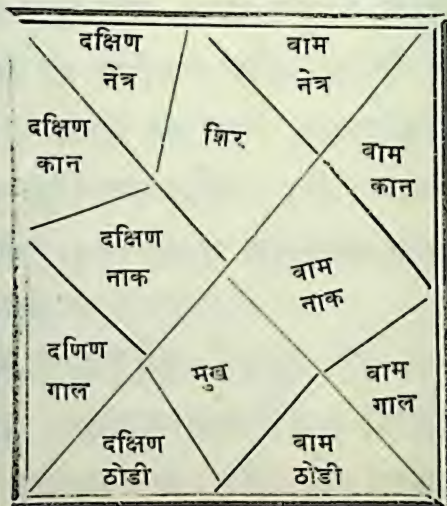 दक्षिण
नेत्र
वाम
नेत्र
दक्षिण
कान
शिर
वाम
कान
दक्षिण
नाक
वाम
नाक
दणिण
गाल
मुख
वाम
गाल
दक्षिण
ठोडी
वाम
ठोडी